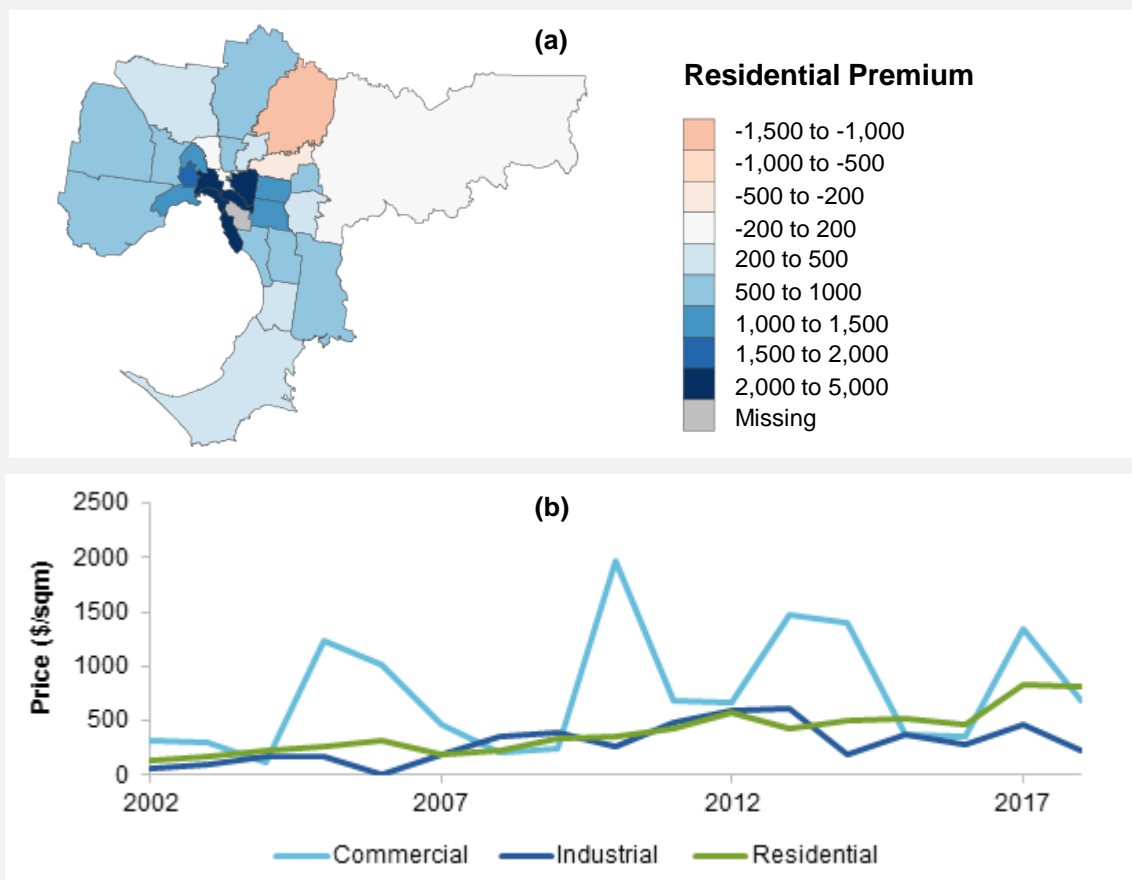 (a)
Residential Premium
-1,500 to -1,000
-1,000 to -500
-500 to -200
-200 to 200
200 to 500
500 to 1000
1,000 to 1,500
1,500 to 2,000
2,000 to 5,000
Missing
(b)
Price ($/sqm)
2500
2000
1500
1000
500
0
2002 2007 2012 2017
Commercial Industrial Residential